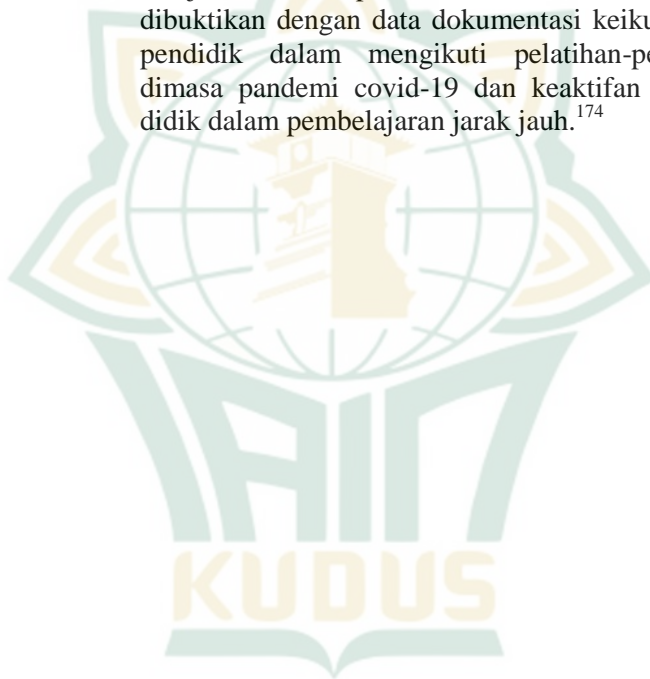 dibuktikan dengan data dokumentasi keiku
pendidik dalam mengikuti pelatihan-pe
dimasa pandemi covid-19 dan keaktifan
didik dalam pembelajaran jarak jauh.174
IAIN
KUDUS